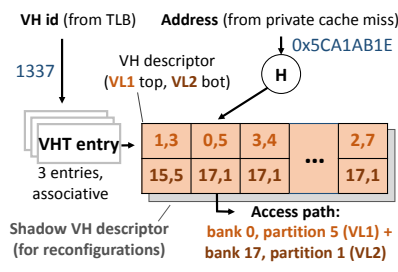 VH id (from TLB)
Address (from private cache miss)
1337
0x5CA1AB1E
VH descriptor
(VL1 top, VL2 bot)
H
VHT entry
3 entries,
associative
1,3 0,5 3,4 ... 2,7
15,5 17,1 17,1 17,1
Shadow VH descriptor
(for reconfigurations)
Access path:
bank 0, partition 5 (VL1) +
bank 17, partition 1 (VL2)